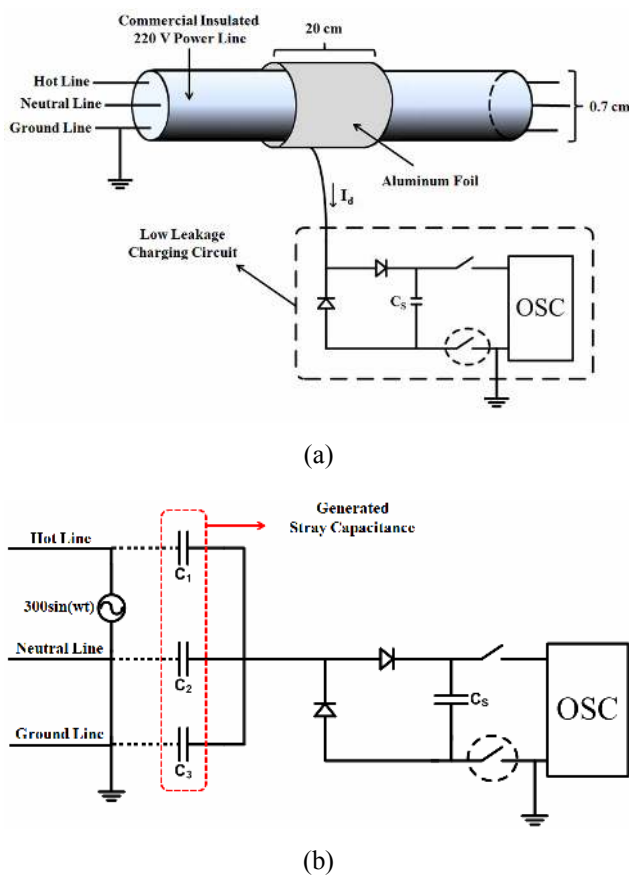 Commercial Insulated
220 V Power Line
20 cm
Hot Line
Neutral Line
Ground Line
0.7 cm
Aluminum Foil
I_d
Low Leakage
Charging Circuit
C_S
OSC
(a)
Generated
Stray Capacitance
Hot Line
C_1
300sin(wt)
Neutral Line
C_2
C_S
OSC
Ground Line
C_3
(b)